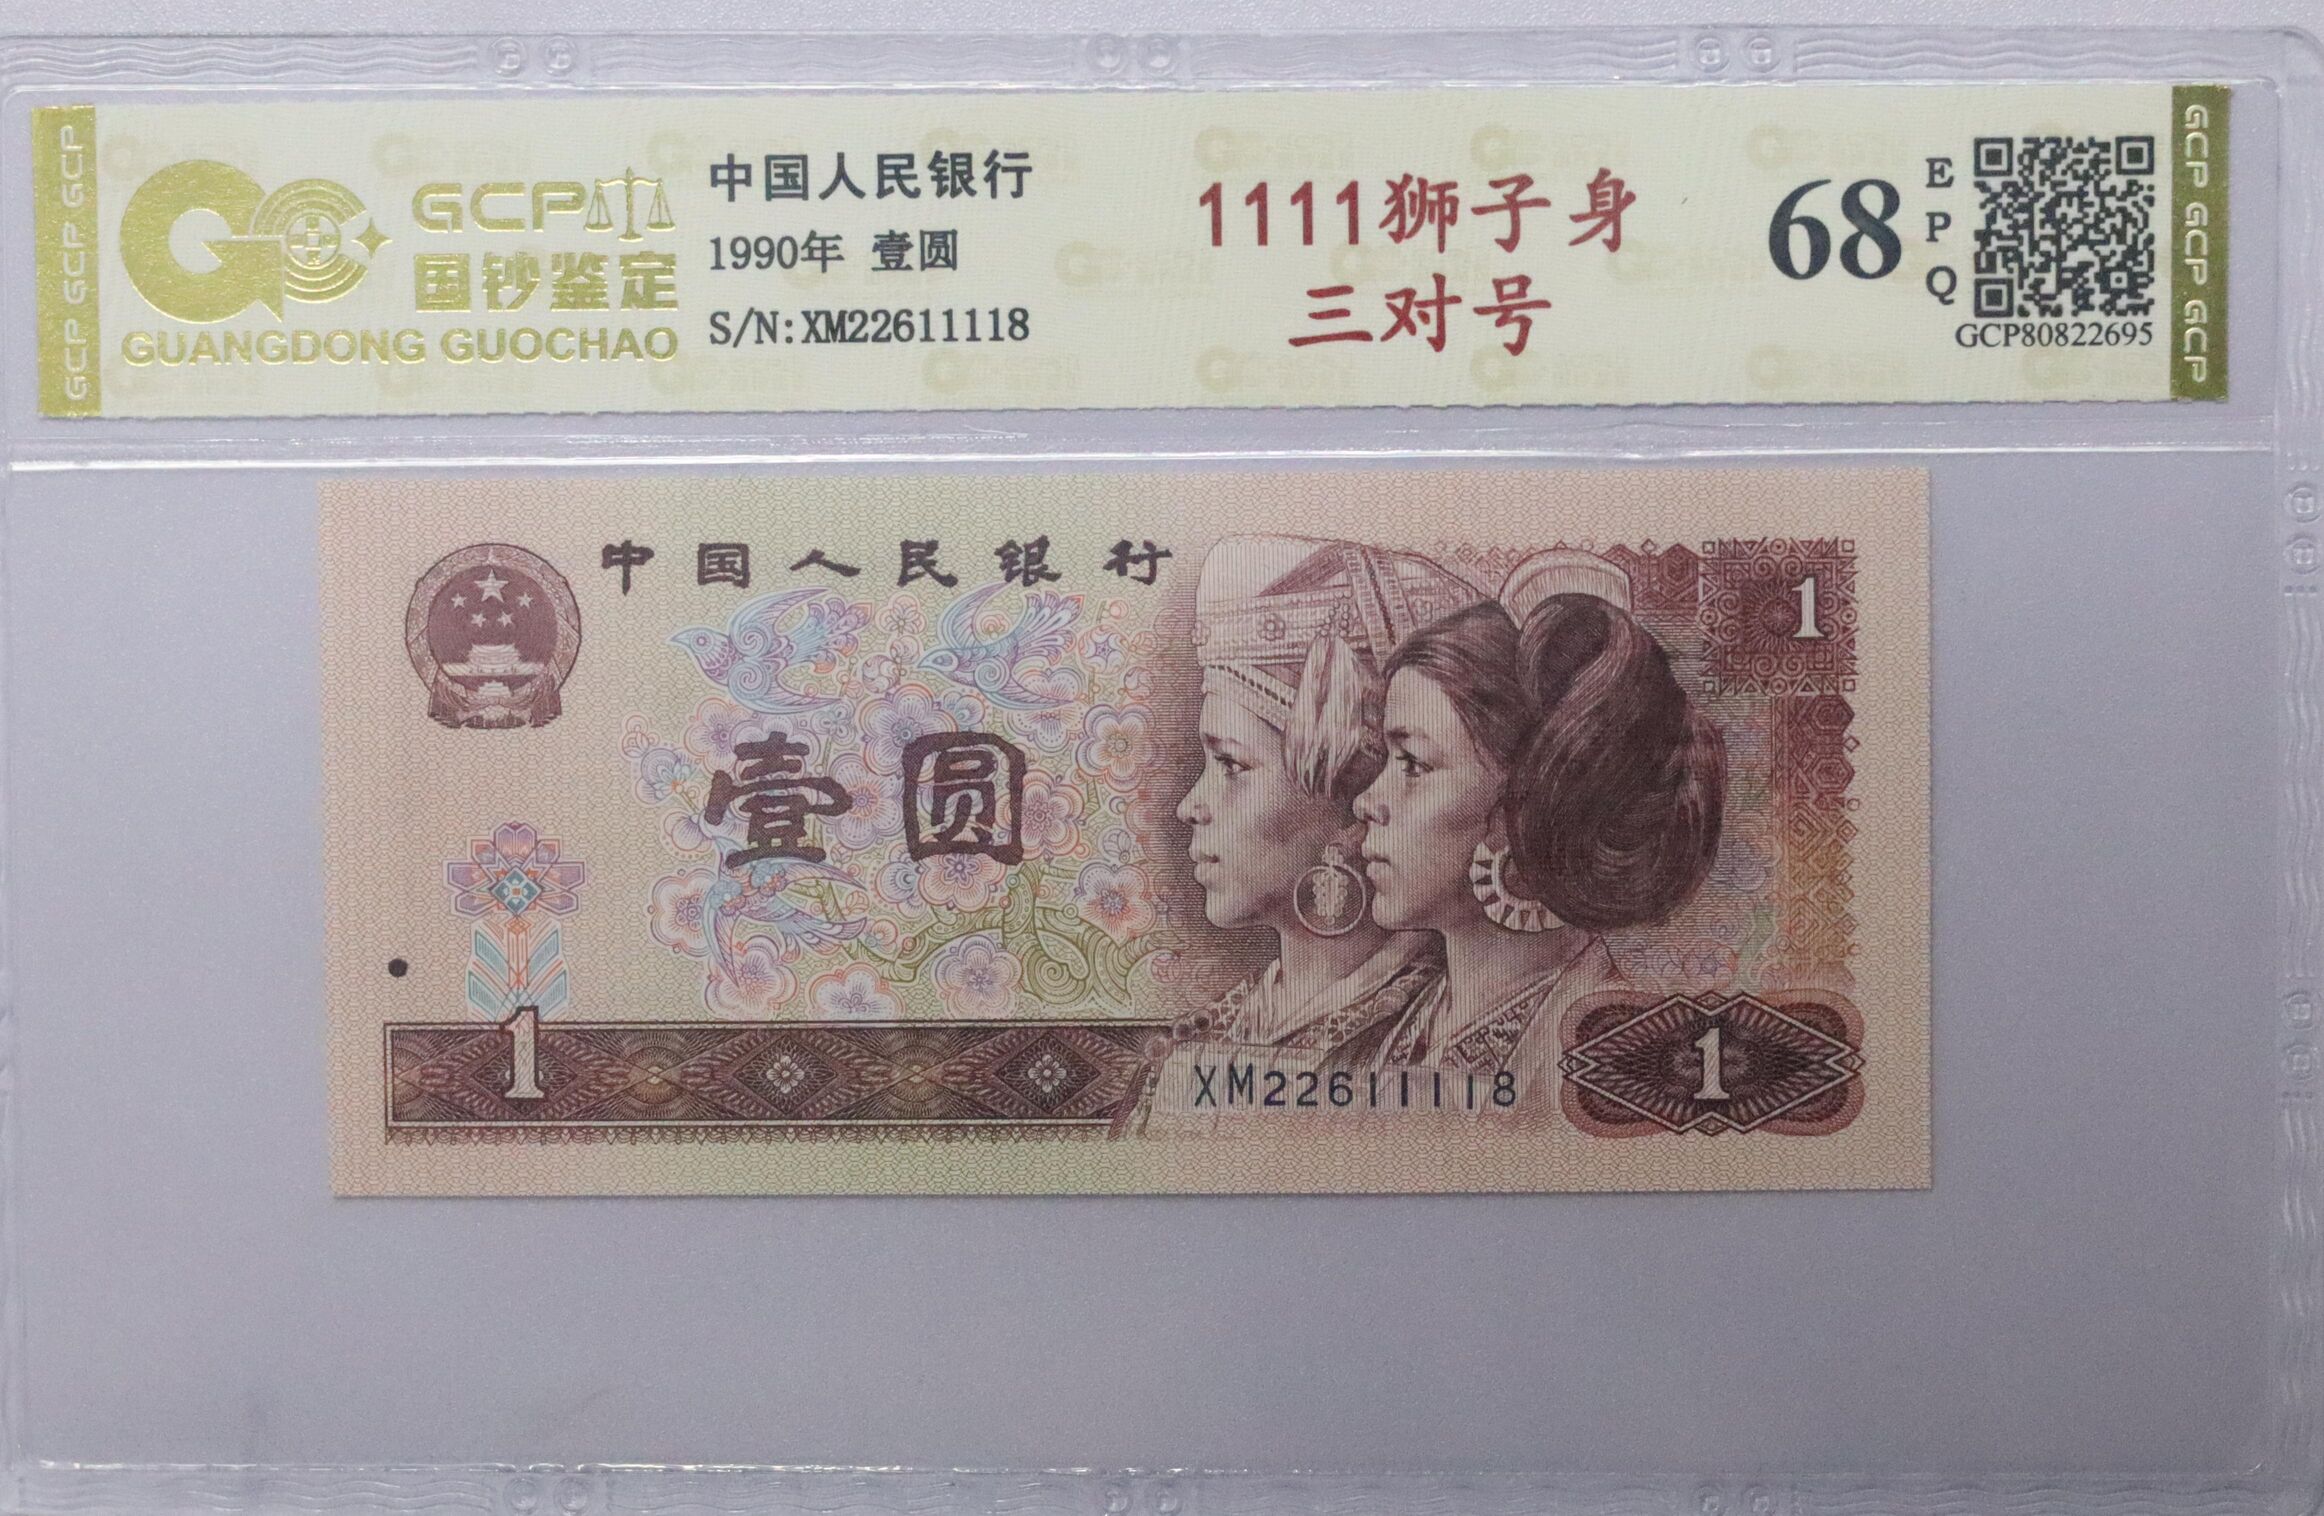 GCP GCP GCP
GCP
国钞鉴定
GUANGDONG GUOCHAO
中国人民银行
1990年 壹圆
S/N:XM22611118
1111狮子身
三对号
68
EPQ
GCP80822695
GCP GCP GCP
中国人民银行
1
壹圆
1
XM22611118
1